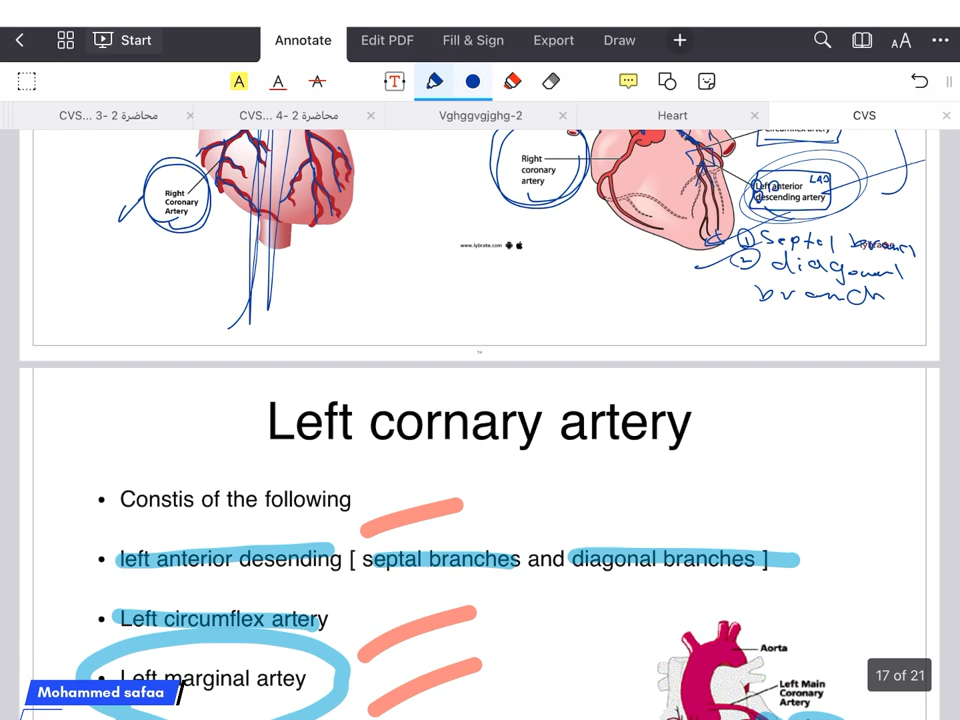 Start
Annotate
Edit PDF
Fill & Sign
Export
Draw
CVS... محاضرة 2 -3
CVS... محاضرة 2 -4
Vghggvgjghg-2
Heart
CVS
Circumflex artery
Right
coronary
artery
LAD
Left anterior
descending artery
Right
Coronary
Artery
www.lybrate.com
① Septal branch
② diagonal
branch
Left cornary artery
• Constis of the following
• left anterior desending [ septal branches and diagonal branches ]
• Left circumflex artery
• Left marginal artey
Aorta
Left Main
Coronary
Artery
17 of 21
Mohammed safaa